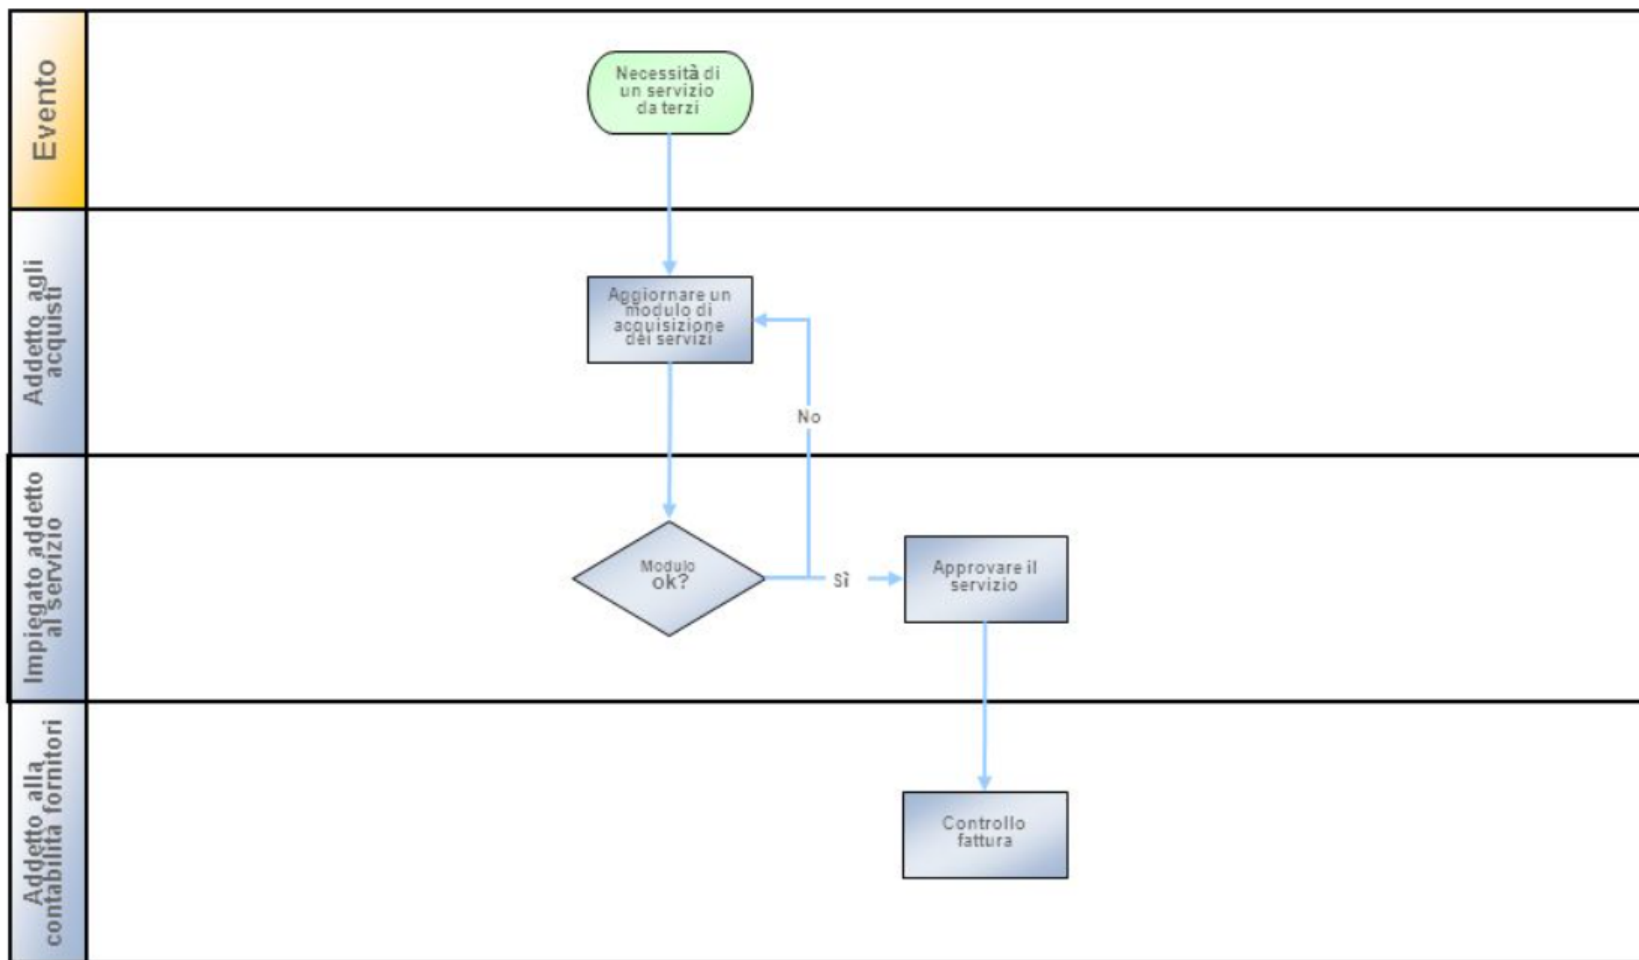 Evento
Necessità di
un servizio
da terzi
Addetto agli
acquisti
Aggiornare un
modulo di
acquisizione
dei servizi
No
Impiegato addetto
al servizio
Modulo
ok?
Sì
Approvare il
servizio
Addetto alla
contabilità fornitori
Controllo
fattura